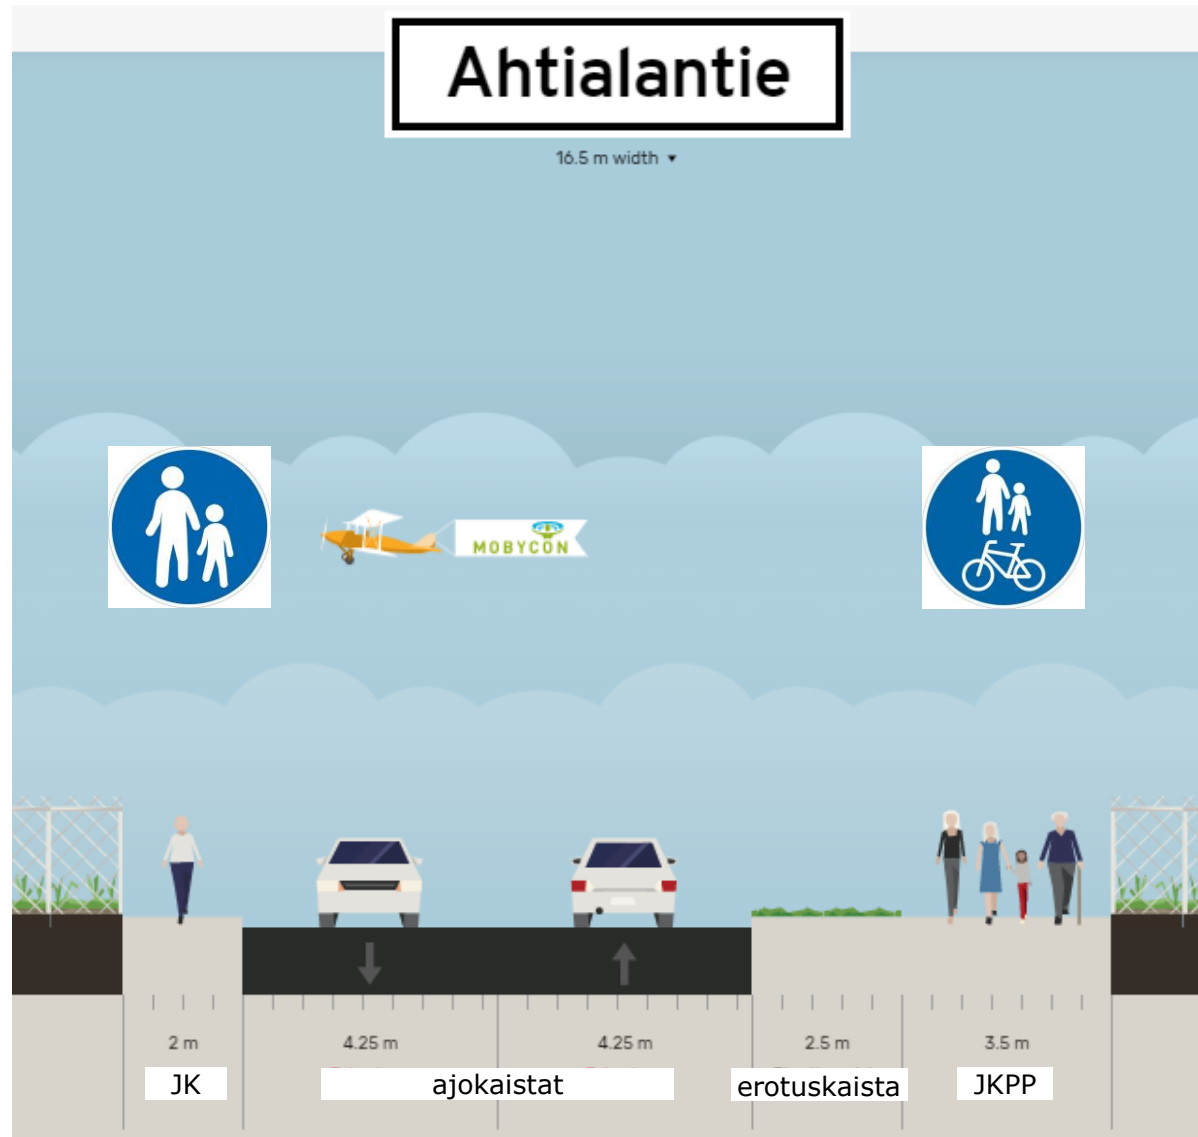 Ahtialantie
16.5 m width ▾
MOBYCON
2 m
4.25 m
4.25 m
2.5 m
3.5 m
JK
ajokaistat
erotuskaista
JKPP